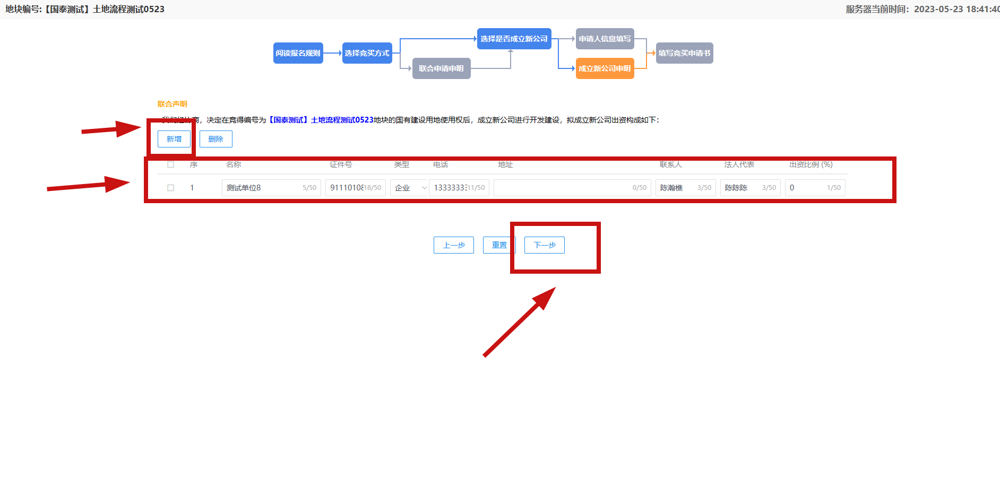 地块编号:【国泰测试】土地流程测试0523
服务器当前时间：2023-05-23 18:41:40
阅读报名规则
选择竞买方式
选择是否成立新公司
联合申请申明
申请人信息填写
成立新公司申明
填写竞买申请书
联合声明
我们经协商，决定在竞得编号为【国泰测试】土地流程测试0523地块的国有建设用地使用权后，成立新公司进行开发建设，拟成立新公司出资构成如下：
新增 删除
序 名称 证件号 类型 电话 地址 联系人 法人代表 出资比例 (%)
1 测试单位8 5/50 91110108 18/50 企业 13333333 11/50 0/50 陈瀚樵 3/50 陈陈陈 3/50 0 1/50
上一步 重置 下一步